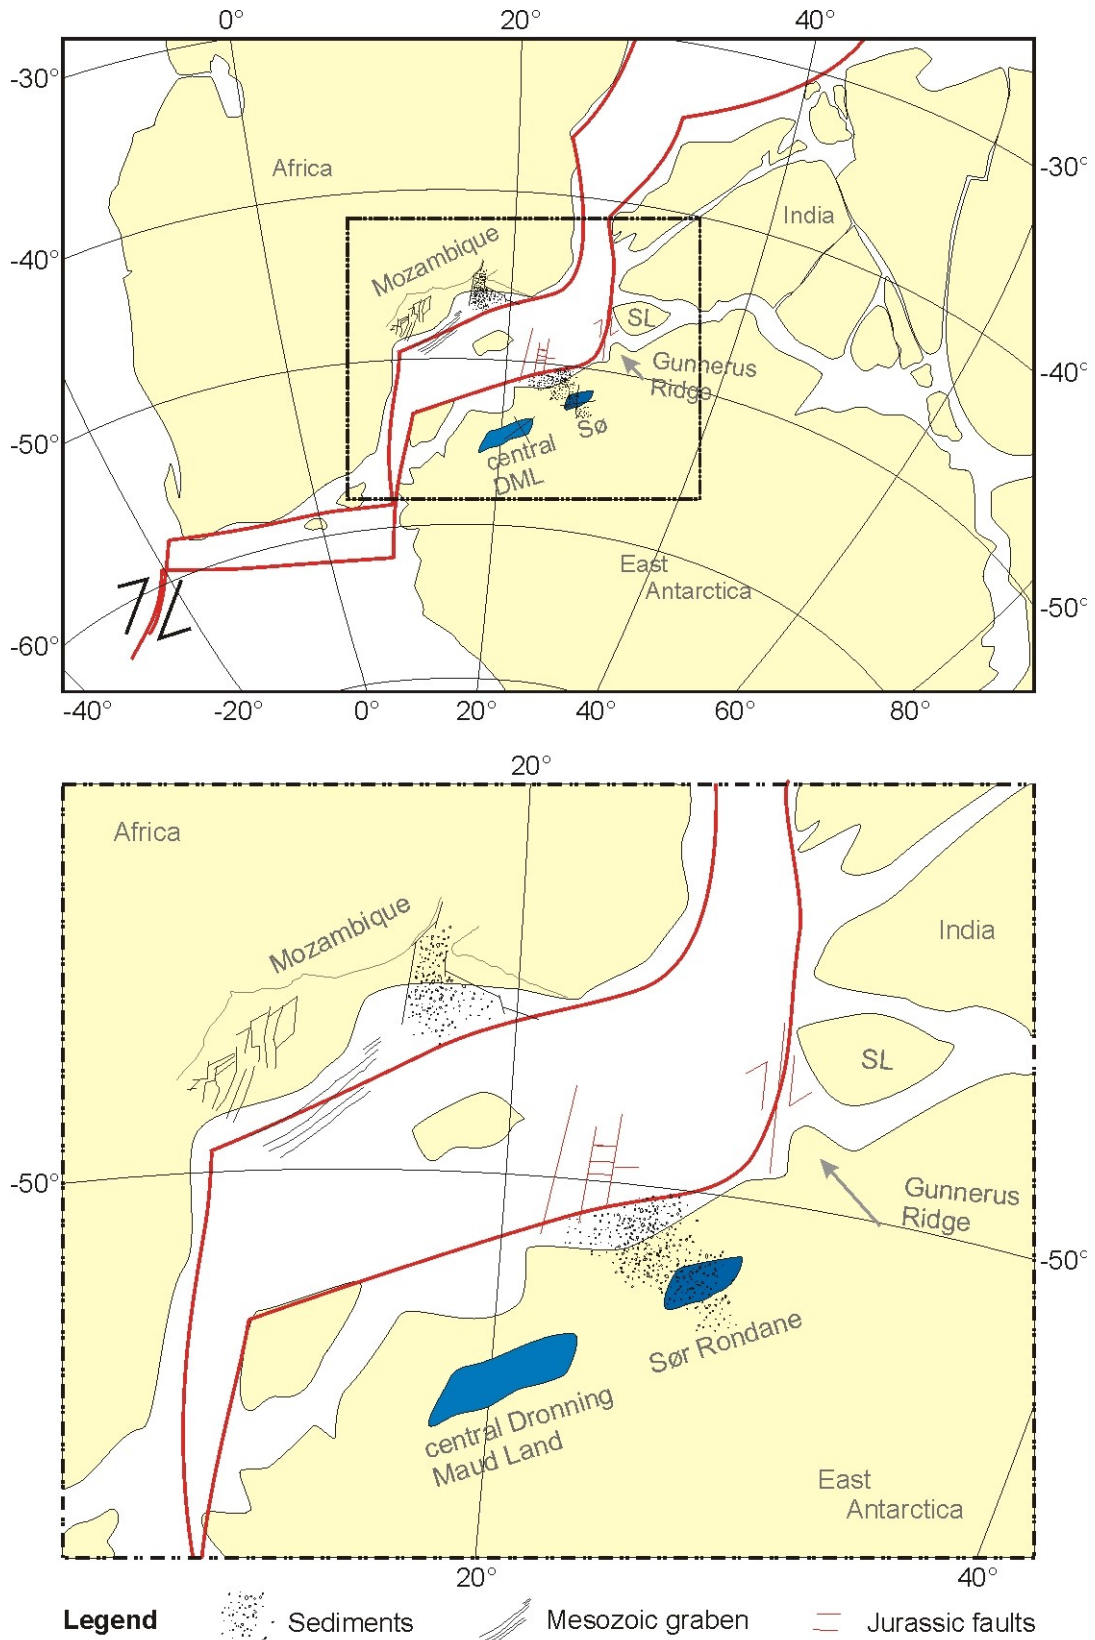 0° 20° 40°
-30°
Africa
-30°
India
-40°
Mozambique
SL
Gunnerus
Ridge
-40°
-50°
Sø
central
DML
East
Antarctica
-50°
-60°
-40° -20° 0° 20° 40° 60° 80°
20°
Africa
Mozambique
India
SL
-50°
Gunnerus
Ridge
-50°
Sør Rondane
central Dronning
Maud Land
East
Antarctica
20° 40°
Legend Sediments Mesozoic graben Jurassic faults